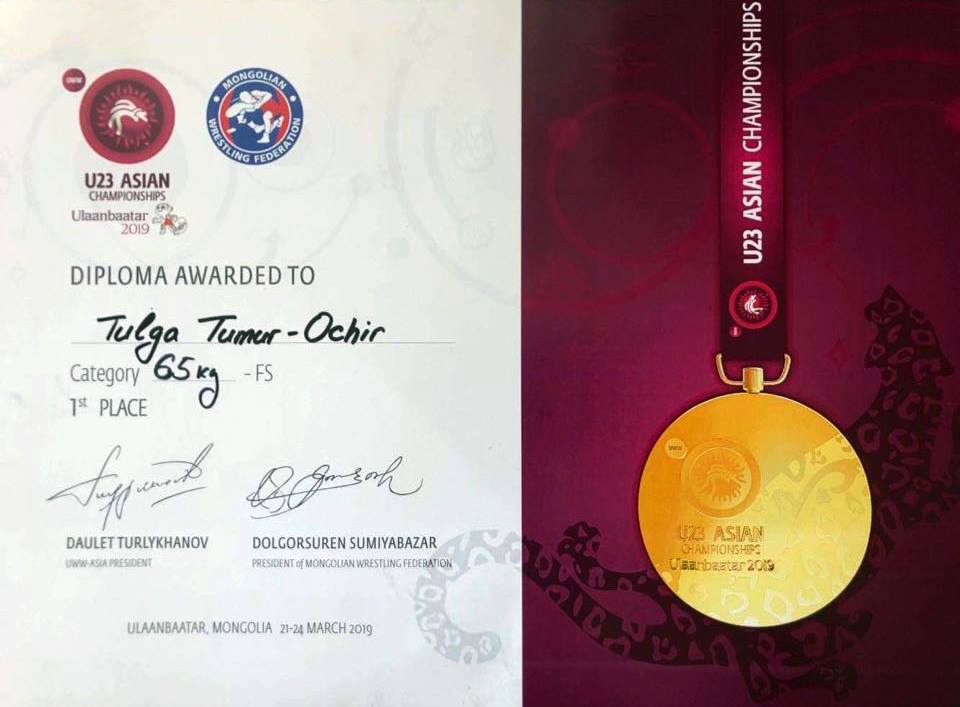 UWW
MONGOLIAN
WRESTLING FEDERATION
U23 ASIAN
CHAMPIONSHIPS
Ulaanbaatar
2019
DIPLOMA AWARDED TO
Tulga Tumur-Ochir
Category 65kg - FS
1st PLACE
DAULET TURLYKHANOV
UWW-ASIA PRESIDENT
DOLGORSUREN SUMIYABAZAR
PRESIDENT of MONGOLIAN WRESTLING FEDERATION
ULAANBAATAR, MONGOLIA 21-24 MARCH 2019
U23 ASIAN CHAMPIONSHIPS
UWW
U23 ASIAN
CHAMPIONSHIPS
Ulaanbaatar 2019